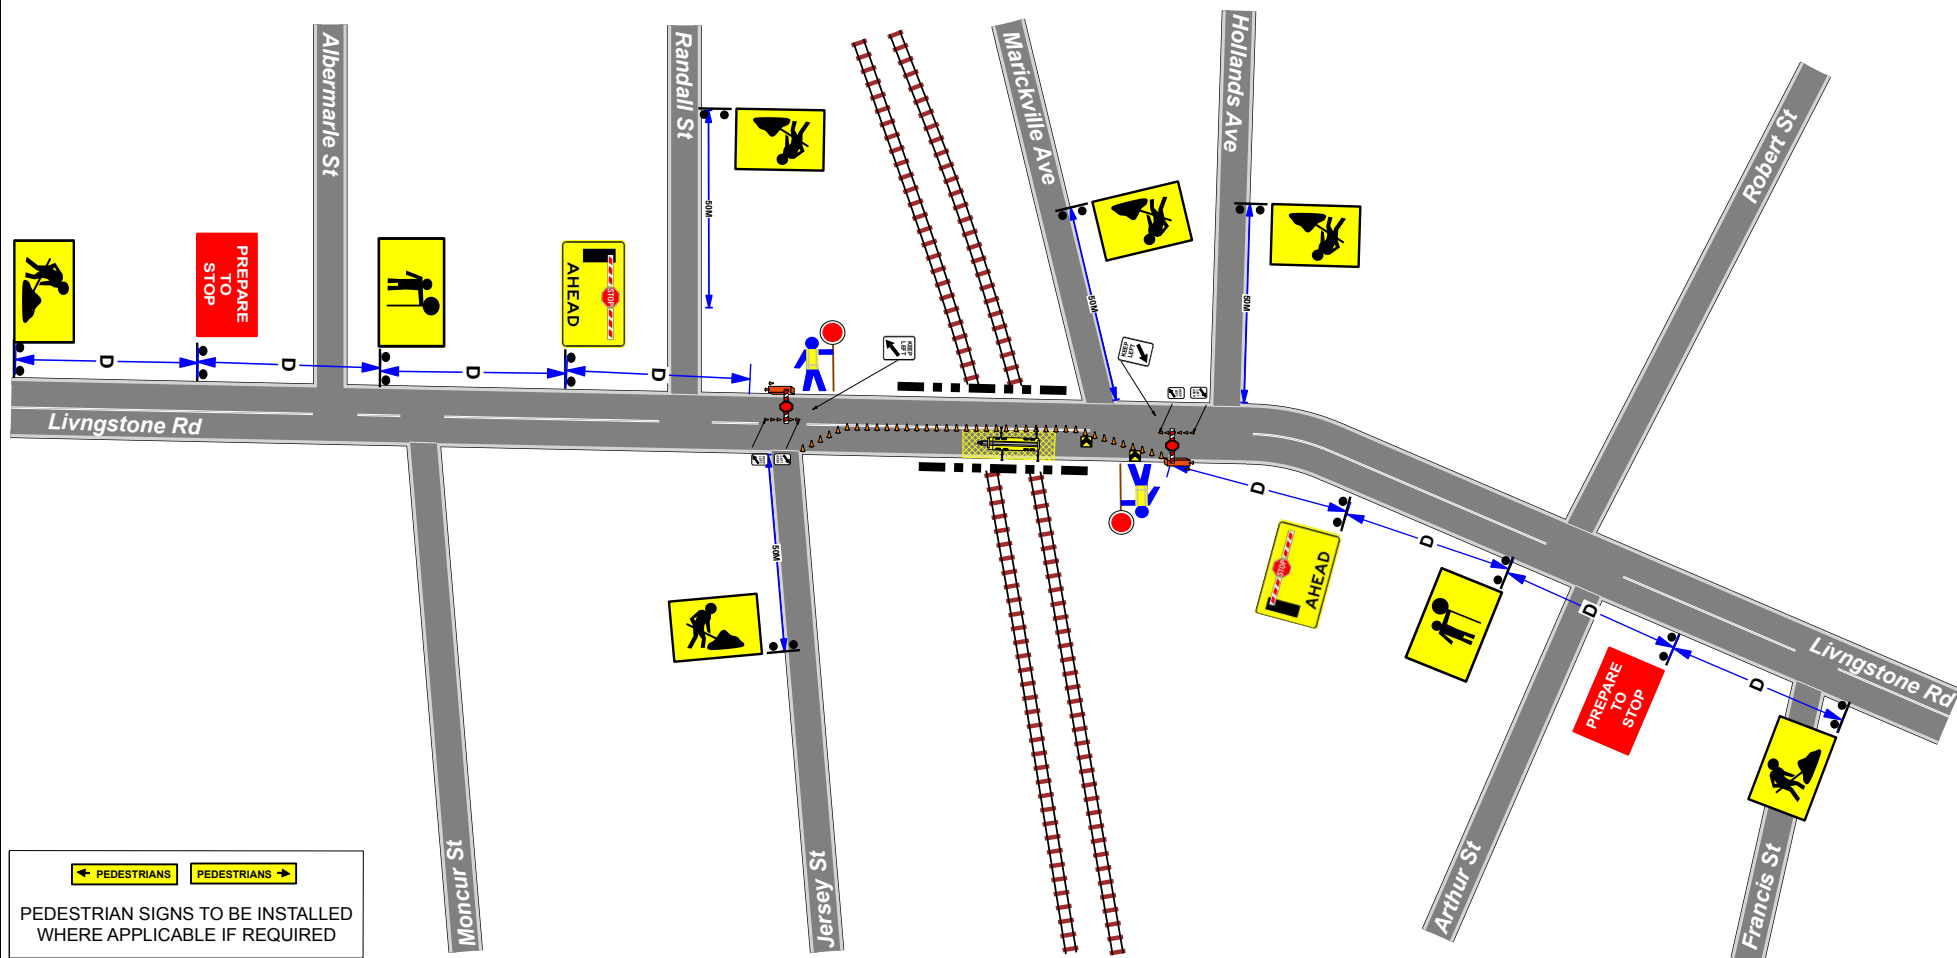 Albermarle St
Randall St
Marickville Ave
Hollands Ave
Robert St
50M
50M
50M
PREPARE
TO
STOP
STOP
AHEAD
KEEP
LEFT
KEEP
LEFT
D
D
D
D
Livngstone Rd
D
D
D
D
50M
STOP
AHEAD
PREPARE
TO
STOP
Livngstone Rd
Moncur St
Jersey St
Arthur St
Francis St
PEDESTRIANS
PEDESTRIANS
PEDESTRIAN SIGNS TO BE INSTALLED
WHERE APPLICABLE IF REQUIRED